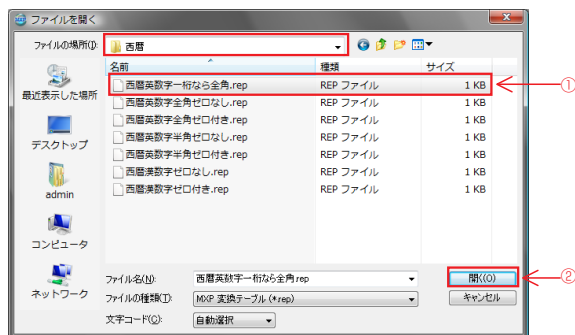 ファイルを開く
ファイルの場所(I):
西暦
名前
種類
サイズ
西暦英数字一桁なら全角.rep REP ファイル 1 KB
①
西暦英数字全角ゼロなし.rep REP ファイル 1 KB
西暦英数字全角ゼロ付き.rep REP ファイル 1 KB
西暦英数字半角ゼロなし.rep REP ファイル 1 KB
西暦英数字半角ゼロ付き.rep REP ファイル 1 KB
西暦漢数字ゼロなし.rep REP ファイル 1 KB
西暦漢数字ゼロ付き.rep REP ファイル 1 KB
最近表示した場所
デスクトップ
admin
コンピュータ
ネットワーク
ファイル名(N):
西暦英数字一桁なら全角.rep
開く(O)
②
ファイルの種類(T):
MXP 変換テーブル (*.rep)
キャンセル
文字コード(C):
自動選択